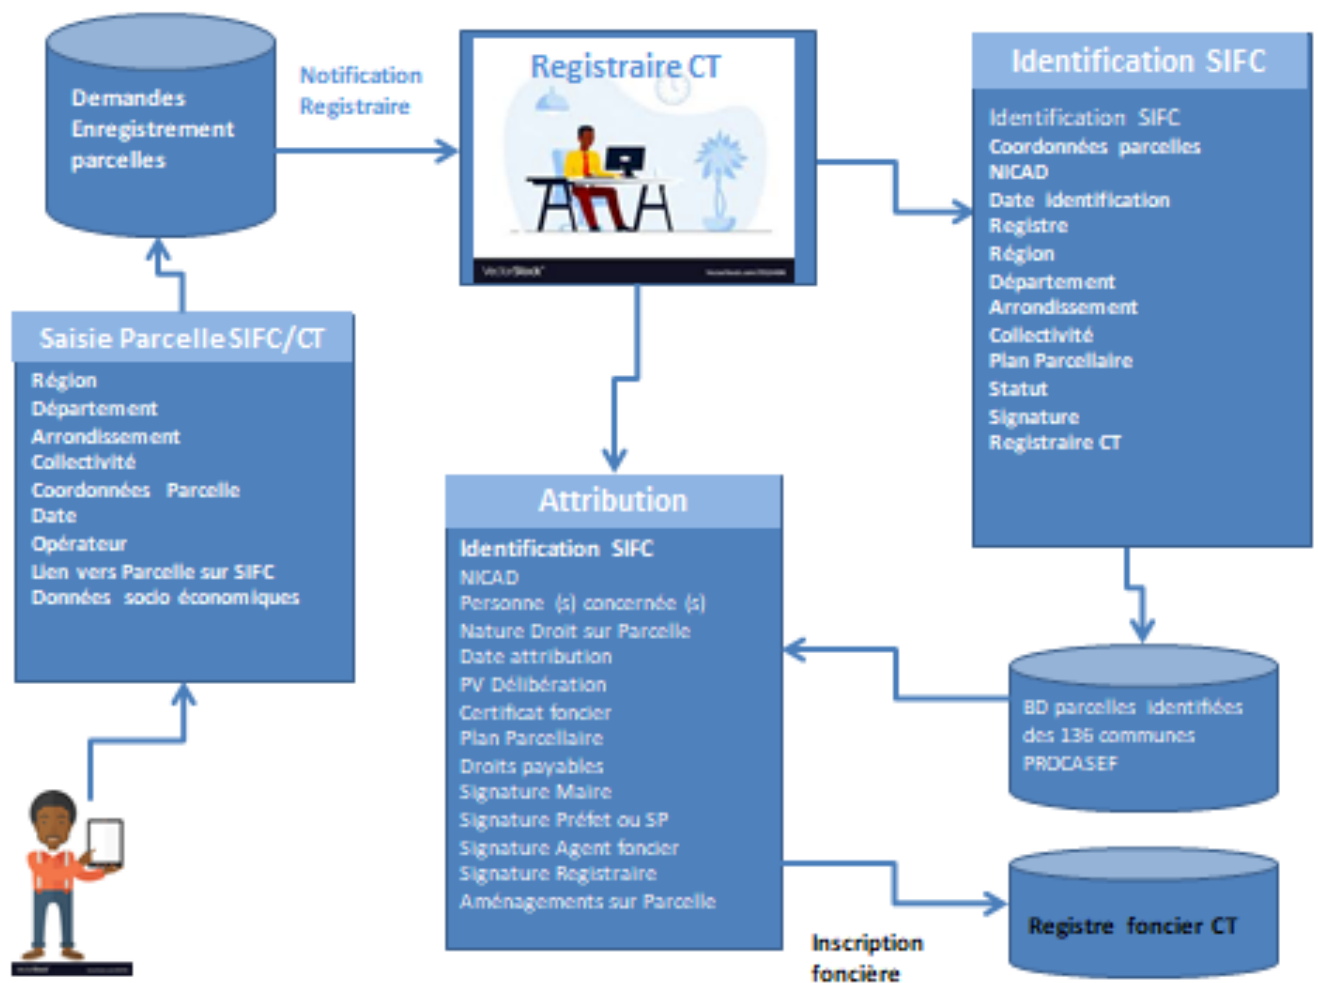 Demandes
Enregistrement
parcelles
Notification
Registraire
Registraire CT
VectorStock
Identification SIFC
Identification SIFC
Coordonnées parcelles
NICAD
Date identification
Registre
Région
Département
Arrondissement
Collectivité
Plan Parcellaire
Statut
Signature
Registraire CT
Saisie Parcelle SIFC/CT
Région
Département
Arrondissement
Collectivité
Coordonnées Parcelle
Date
Opérateur
Lien vers Parcelle sur SIFC
Données socio économiques
Attribution
Identification SIFC
NICAD
Personne (s) concernée (s)
Nature Droit sur Parcelle
Date attribution
PV Délibération
Certificat foncier
Plan Parcellaire
Droits payables
Signature Maire
Signature Préfet ou SP
Signature Agent foncier
Signature Registraire
Aménagements sur Parcelle
BD parcelles identifiées
des 136 communes
PROCASEF
Inscription
foncière
Registre foncier CT